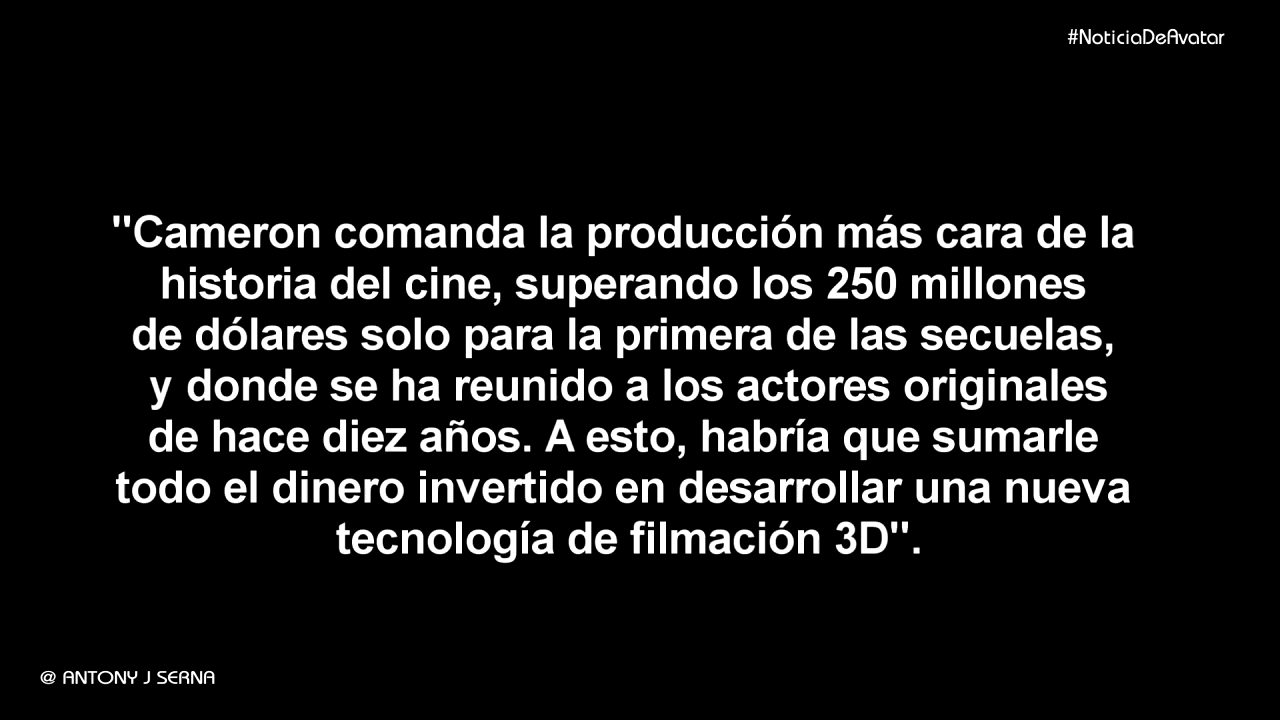 #NoticiaDeAvatar
"Cameron comanda la producción más cara de la
historia del cine, superando los 250 millones
de dólares solo para la primera de las secuelas,
y donde se ha reunido a los actores originales
de hace diez años. A esto, habría que sumarle
todo el dinero invertido en desarrollar una nueva
tecnología de filmación 3D".
@ ANTONY J SERNA